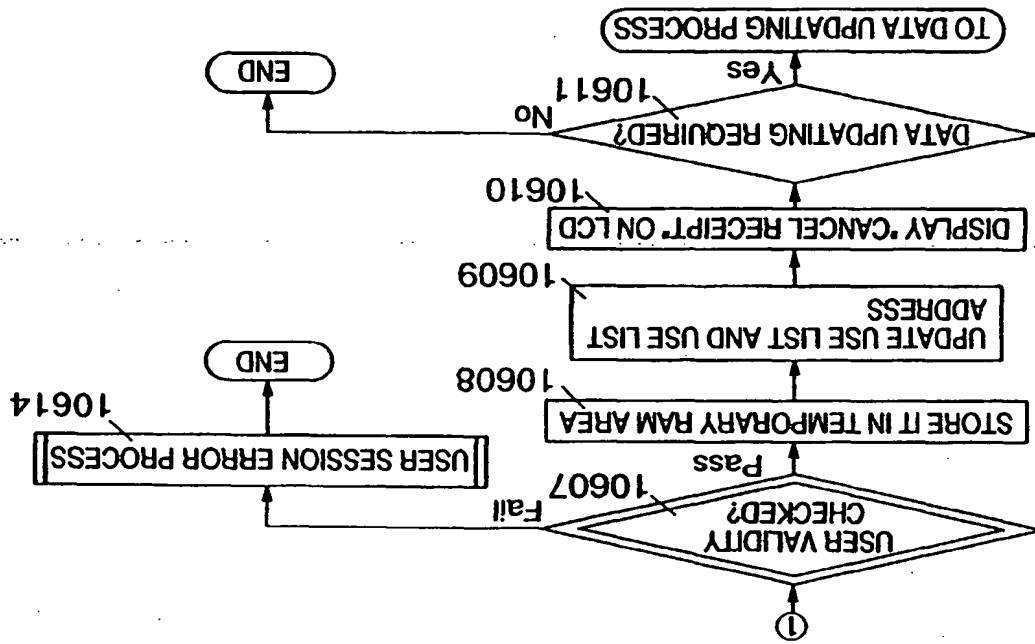 1
USER VALIDITY
CHECKED?
10607
Fail
Pass
USER SESSION ERROR PROCESS
10614
END
STORE IT IN TEMPORARY RAM AREA
10608
UPDATE USE LIST AND USE LIST
ADDRESS
10609
DISPLAY "CANCEL RECEIPT" ON LCD
10610
DATA UPDATING REQUIRED?
10611
No
Yes
END
TO DATA UPDATING PROCESS